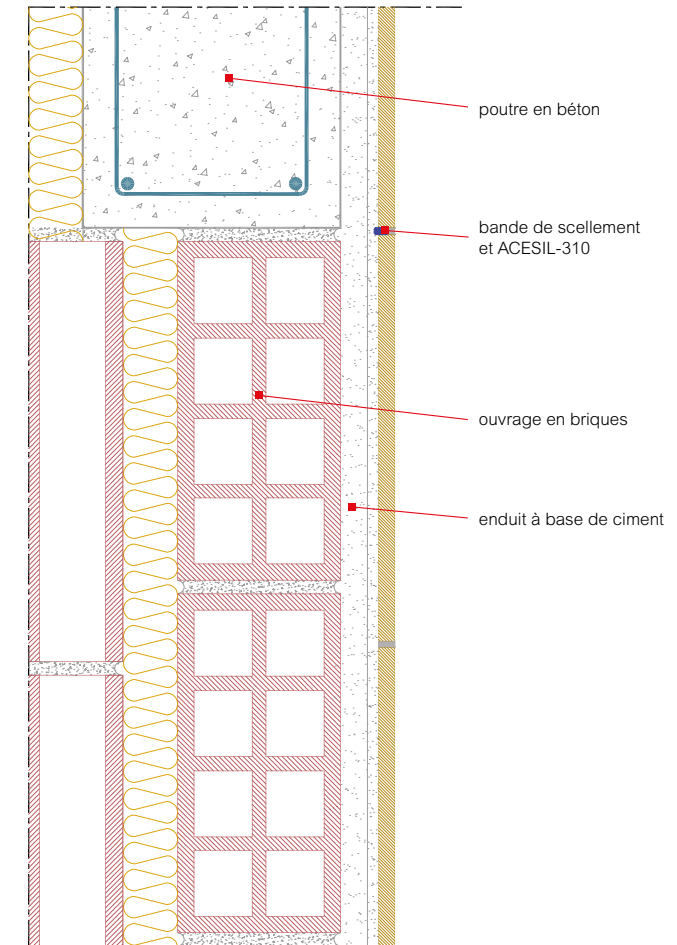 poutre en béton
bande de scellement
et ACESIL-310
ouvrage en briques
enduit à base de ciment